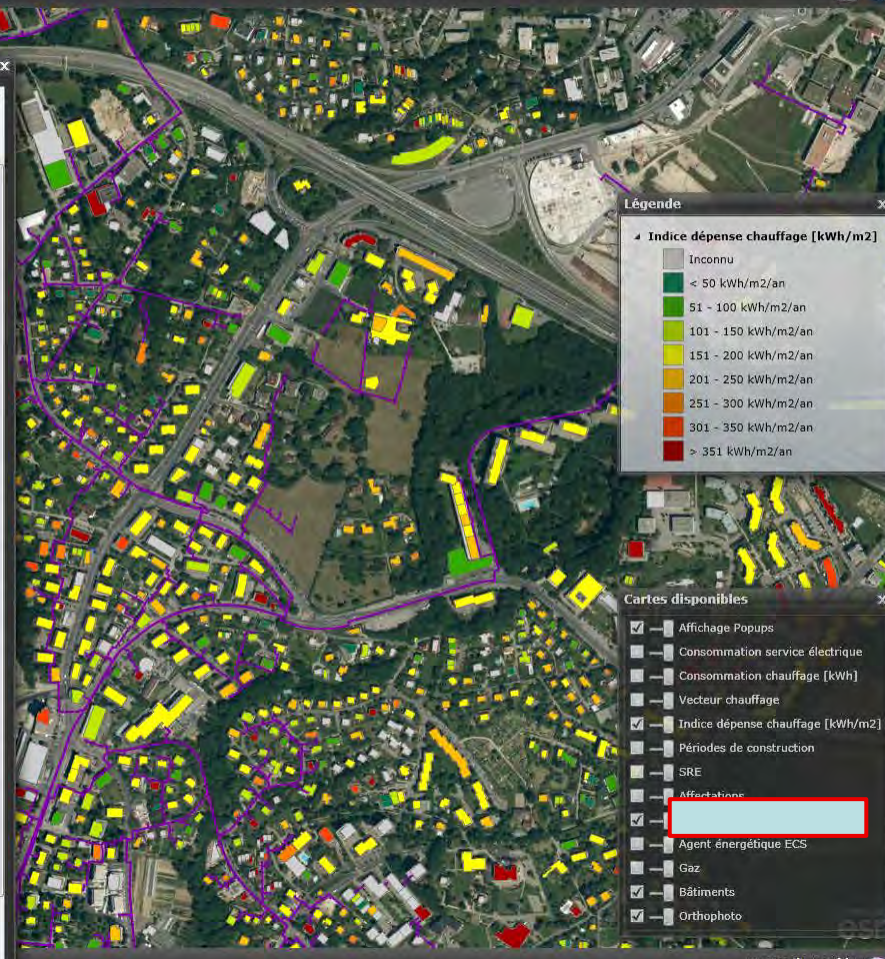 x
Légende
x
Indice dépense chauffage [kWh/m2]
Inconnu
< 50 kWh/m2/an
51 - 100 kWh/m2/an
101 - 150 kWh/m2/an
151 - 200 kWh/m2/an
201 - 250 kWh/m2/an
251 - 300 kWh/m2/an
301 - 350 kWh/m2/an
> 351 kWh/m2/an
Cartes disponibles
x
Affichage Popups
Consommation service électrique
Consommation chauffage [kWh]
Vecteur chauffage
Indice dépense chauffage [kWh/m2]
Périodes de construction
SRE
Affectations
Agent énergétique ECS
Gaz
Bâtiments
Orthophoto